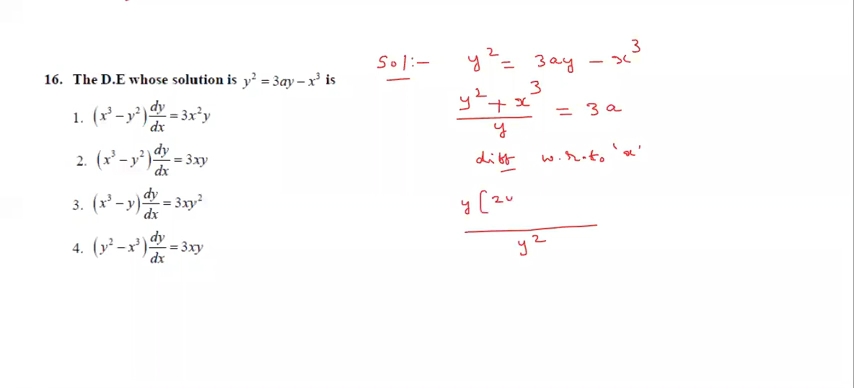 16. The D.E whose solution is y² = 3ay – x³ is
1. (x³ – y²) dy/dx = 3x²y
2. (x³ – y²) dy/dx = 3xy
3. (x³ – y) dy/dx = 3xy²
4. (y² – x³) dy/dx = 3xy
Sol:- y² = 3ay – x³
(y² + x³)/y = 3a
diff w.r.to 'x'
y[2y
y²